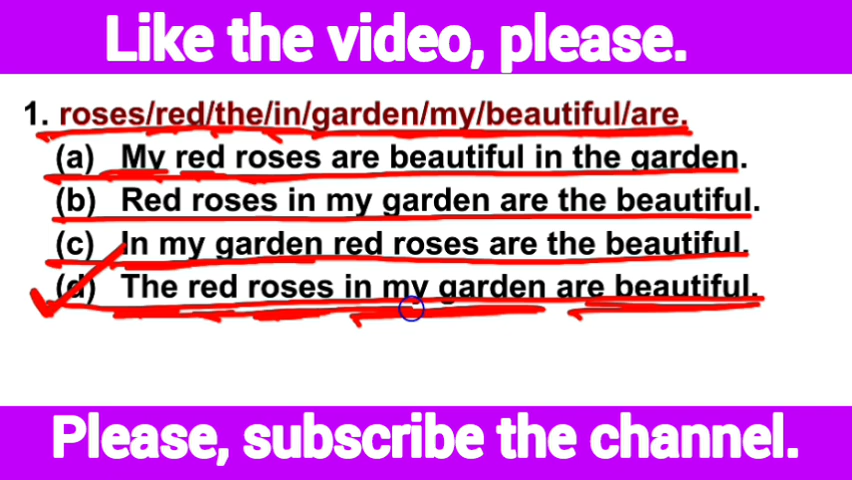 Like the video, please.
1. roses/red/the/in/garden/my/beautiful/are.
(a) My red roses are beautiful in the garden.
(b) Red roses in my garden are the beautiful.
(c) In my garden red roses are the beautiful.
(d) The red roses in my garden are beautiful.
Please, subscribe the channel.